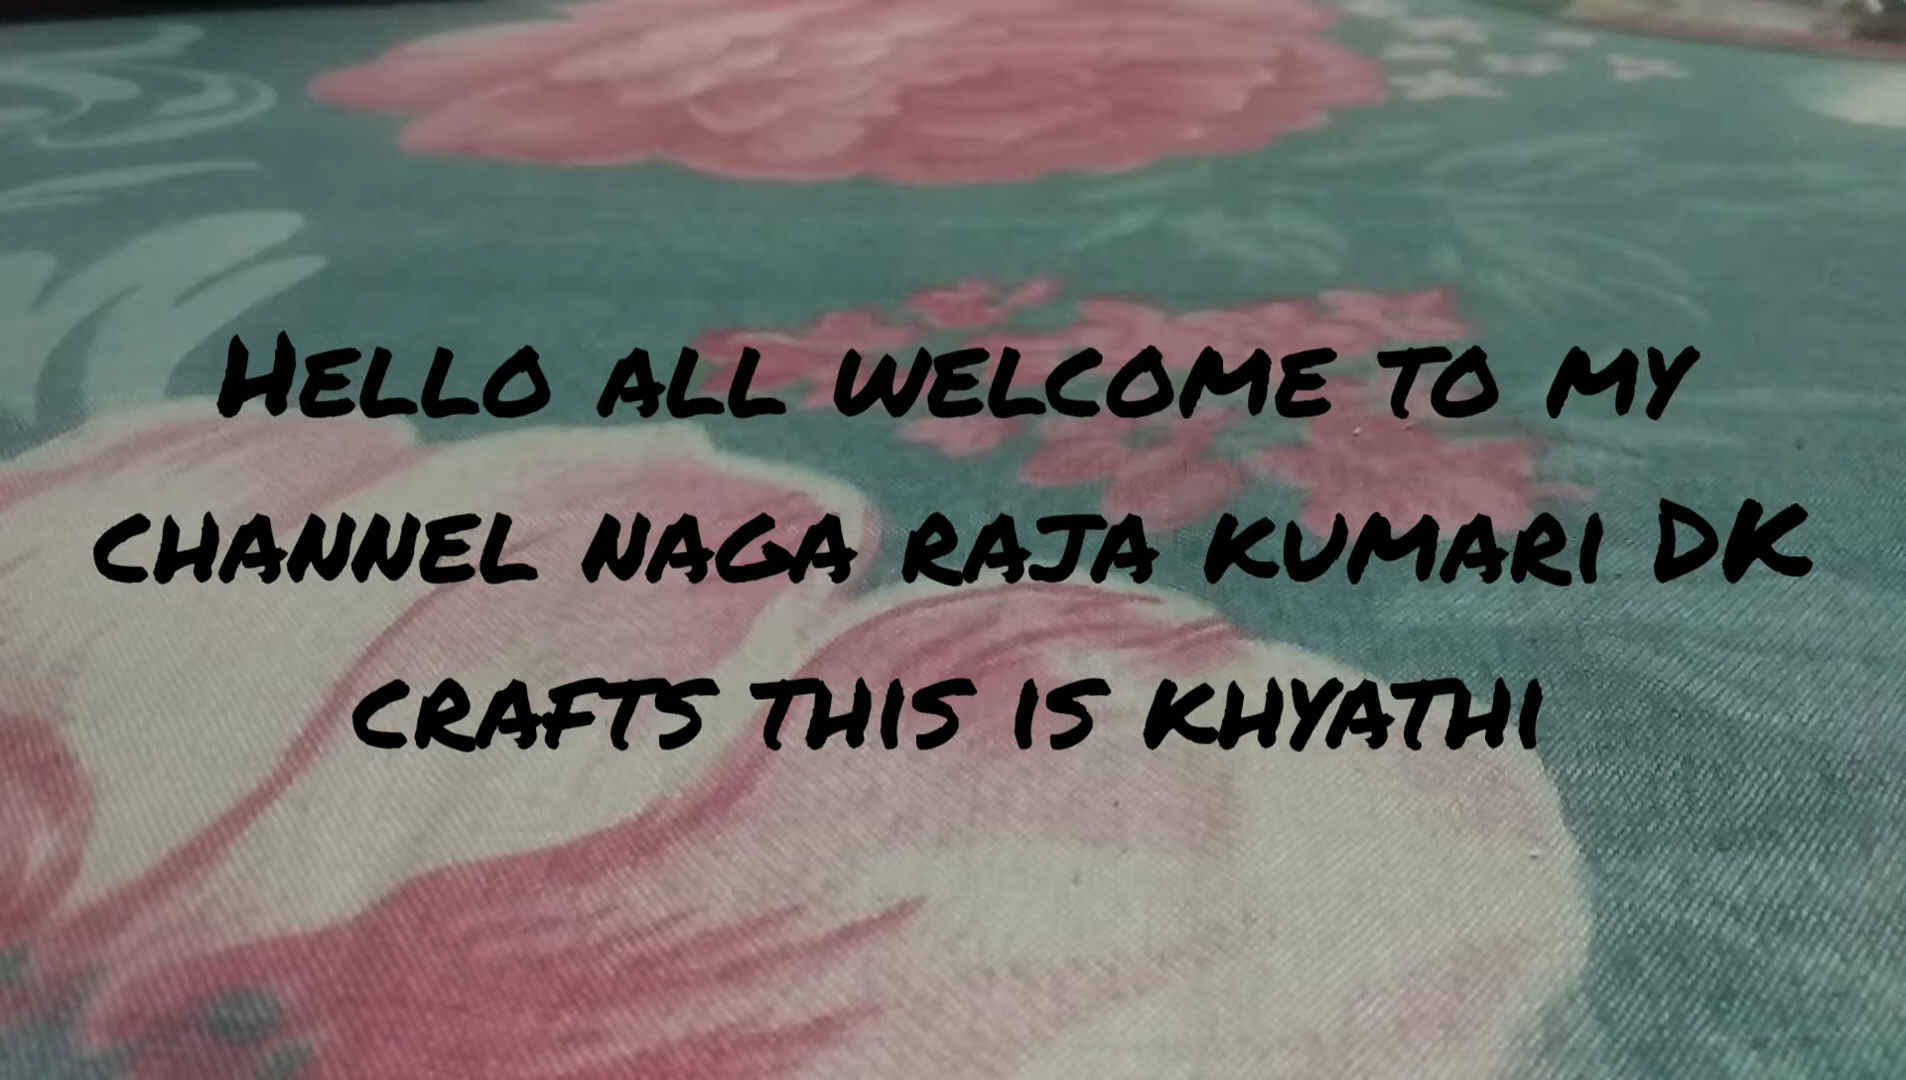 Hello all welcome to my
channel naga raja kumari DK
crafts this is khyathi